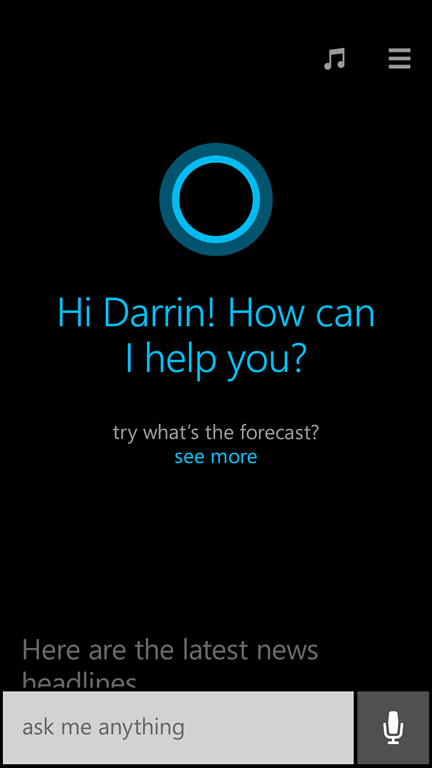 Hi Darrin! How can
I help you?
try what's the forecast?
see more
Here are the latest news
headlines
ask me anything